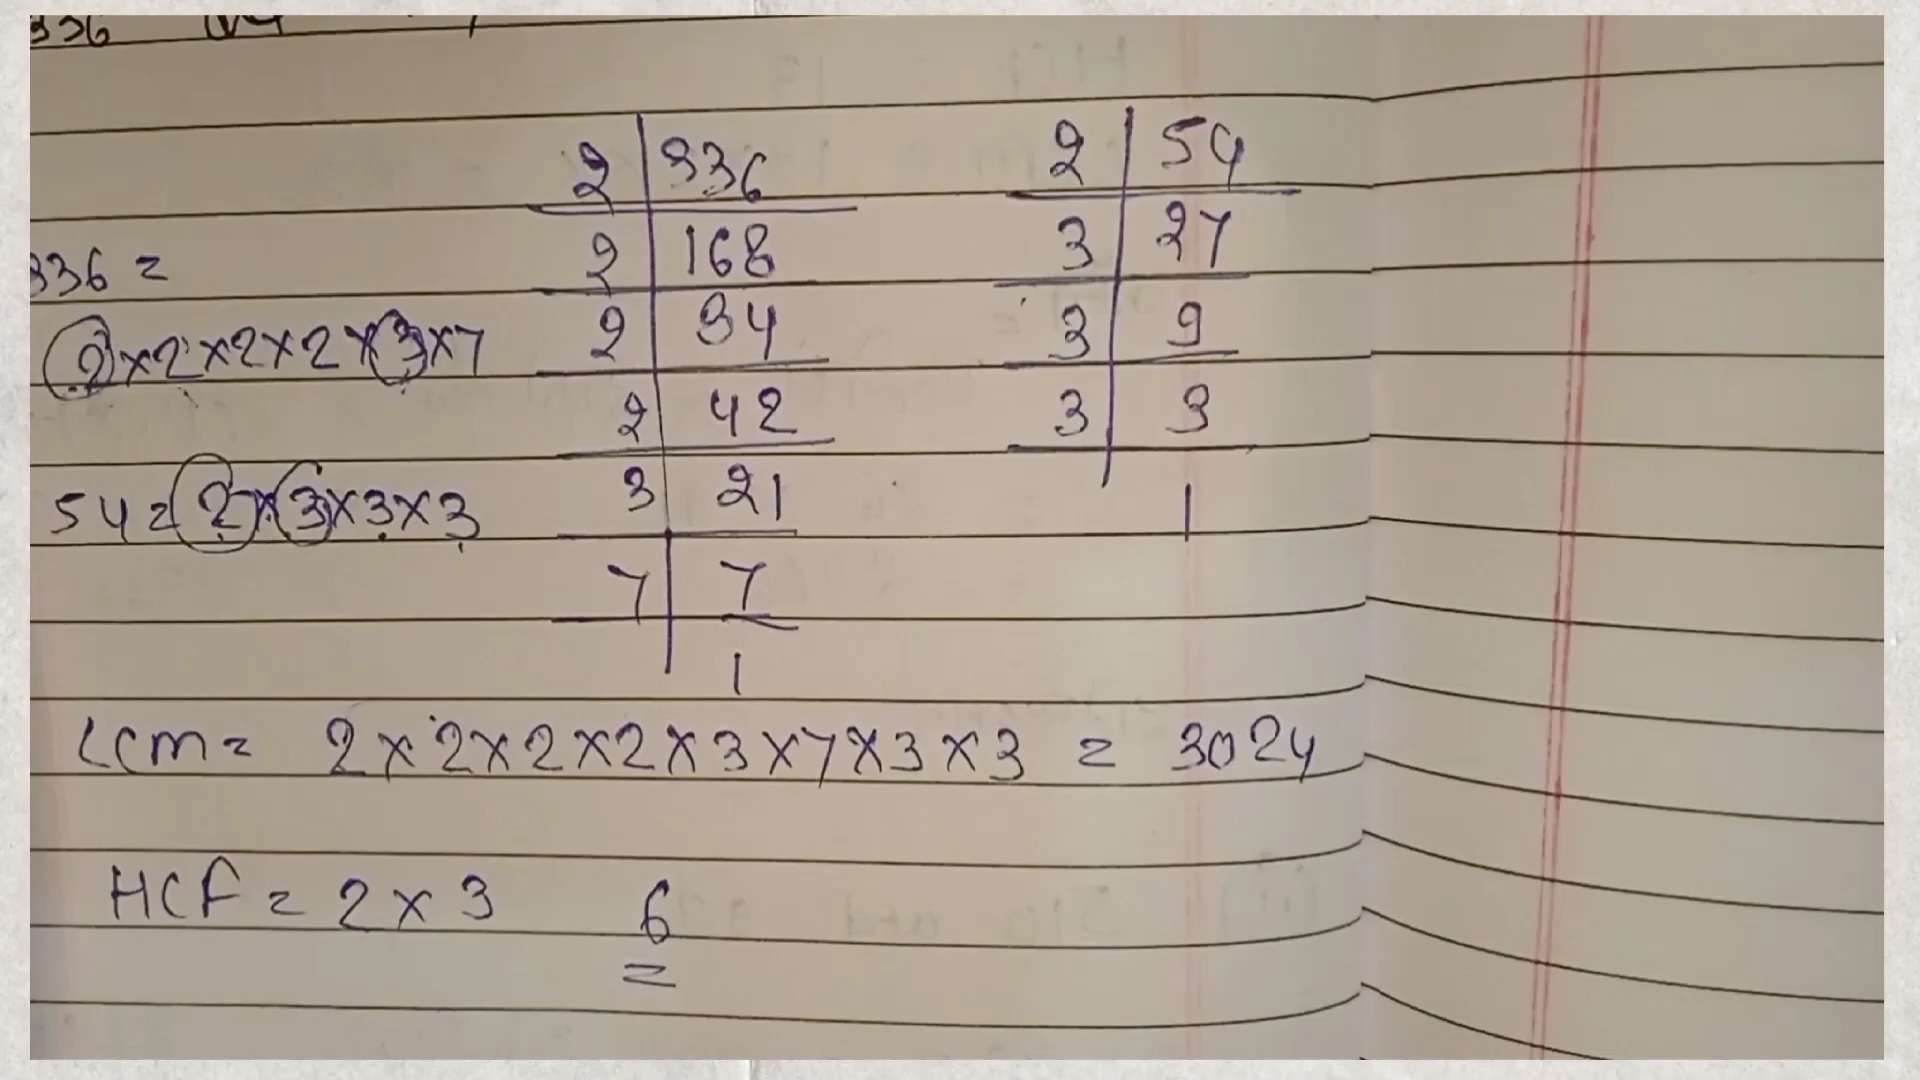 336
2 | 336
2 | 168
2 | 84
2 | 42
3 | 21
7 | 7
1
2 | 54
3 | 27
3 | 9
3 | 3
1
336 =
2×2×2×2×3×7
54=2×3×3×3
LCM= 2×2×2×2×3×7×3×3 = 3024
HCF= 2×3 6
=